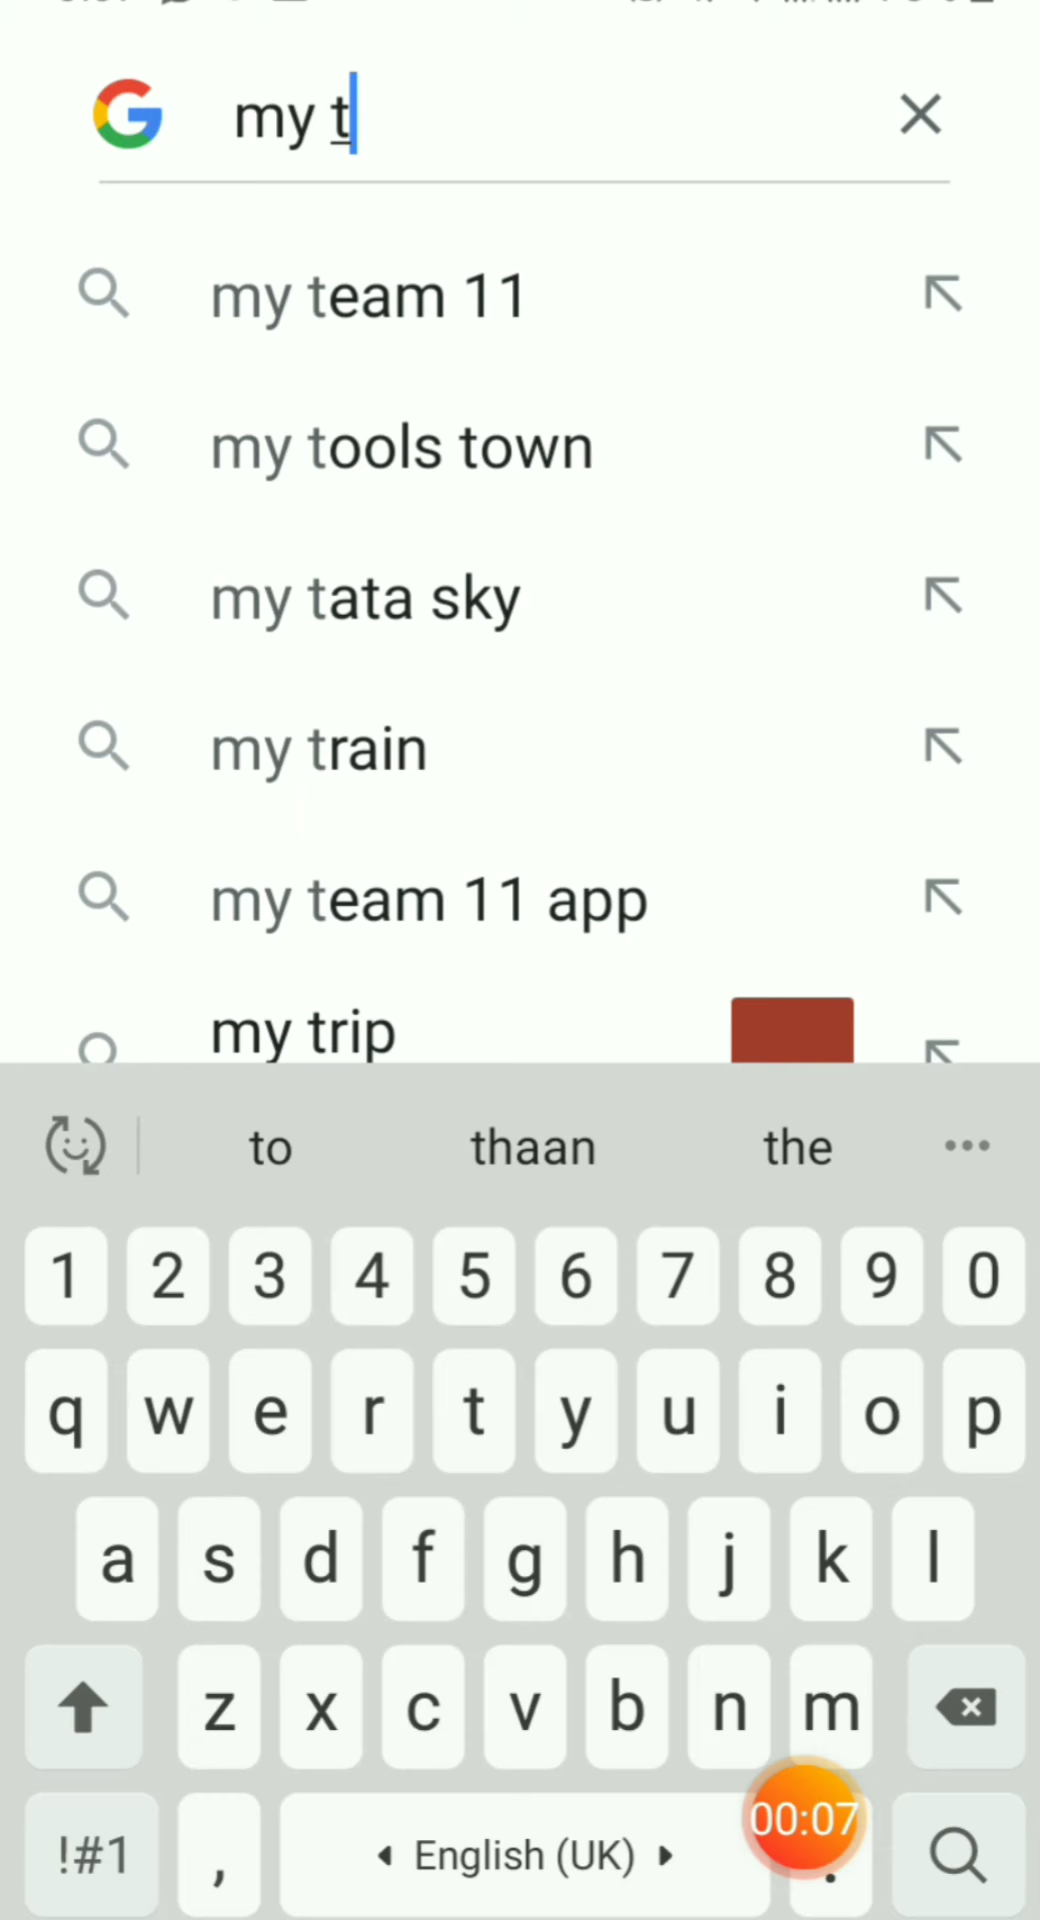 my t
my team 11
my tools town
my tata sky
my train
my team 11 app
my trip
to thaan the
1 2 3 4 5 6 7 8 9 0
q w e r t y u i o p
a s d f g h j k l
z x c v b n m
00:07
!#1 , English (UK) .